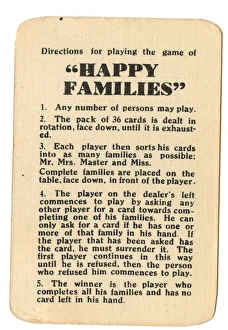 Directions for playing the game of
“HAPPY
FAMILIES”
1. Any number of persons may play.
2. The pack of 36 cards is dealt in
rotation, face down, until it is exhaust-
ed.
3. Each player then sorts his cards
into as many families as possible;
Mr. Mrs. Master and Miss.
Complete families are placed on the
table, face down, in front of the player.
4. The player on the dealer's left
commences to play by asking any
other player for a card towards com-
pleting one of his families. He can
only ask for a card if he has one or
more of that family in his hand. If
the player that has been asked has
the card, he must surrender it. The
first player continues in this way
until he is refused, then the person
who refused him commences to play.
5. The winner is the player who
completes all his families and has no
card left in his hand.